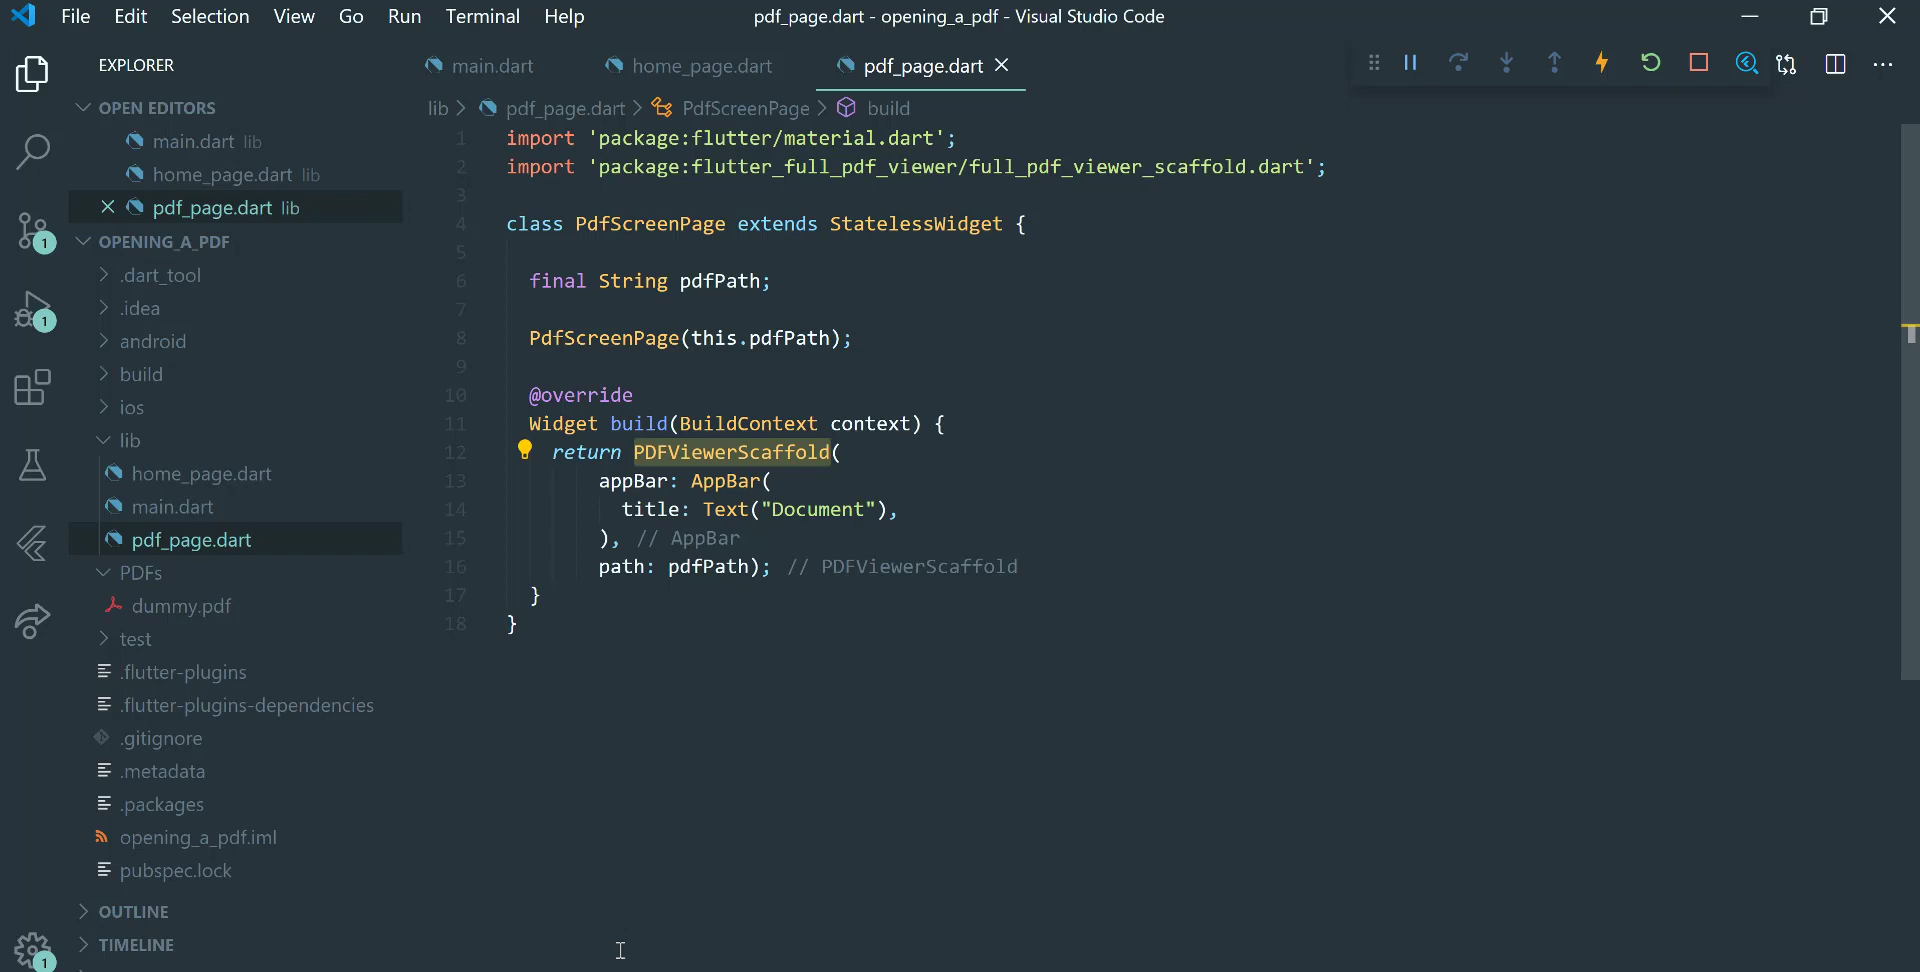 File Edit Selection View Go Run Terminal Help
pdf_page.dart - opening_a_pdf - Visual Studio Code
EXPLORER
OPEN EDITORS
main.dart lib
home_page.dart lib
pdf_page.dart lib
OPENING_A_PDF
.dart_tool
.idea
android
build
ios
lib
home_page.dart
main.dart
pdf_page.dart
PDFs
dummy.pdf
test
.flutter-plugins
.flutter-plugins-dependencies
.gitignore
.metadata
.packages
opening_a_pdf.iml
pubspec.lock
OUTLINE
TIMELINE
1
1
1
main.dart home_page.dart pdf_page.dart
lib > pdf_page.dart > PdfScreenPage > build
1 import 'package:flutter/material.dart';
2 import 'package:flutter_full_pdf_viewer/full_pdf_viewer_scaffold.dart';
3
4 class PdfScreenPage extends StatelessWidget {
5
6 final String pdfPath;
7
8 PdfScreenPage(this.pdfPath);
9
10 @override
11 Widget build(BuildContext context) {
12 return PDFViewerScaffold(
13 appBar: AppBar(
14 title: Text("Document"),
15 ), // AppBar
16 path: pdfPath); // PDFViewerScaffold
17 }
18 }